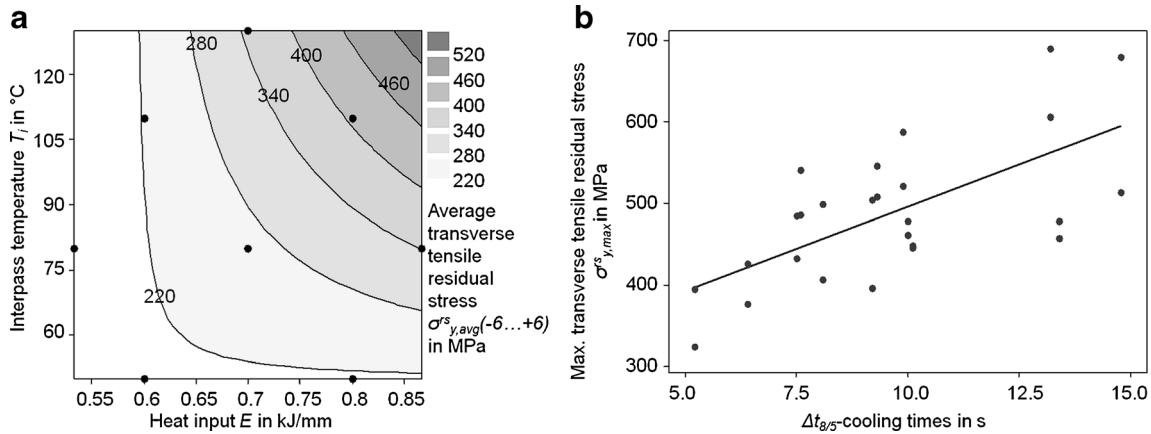 a
Interpass temperature Ti in °C
120
105
90
75
60
280
400
460
340
220
0.55 0.6 0.65 0.7 0.75 0.8 0.85
Heat input E in kJ/mm
520
460
400
340
280
220
Average
transverse
tensile
residual
stress
σ^rs_y,avg(-6…+6)
in MPa
b
Max. transverse tensile residual stress
σ^rs_y,max in MPa
700
600
500
400
300
5.0 7.5 10.0 12.5 15.0
Δt8/5-cooling times in s